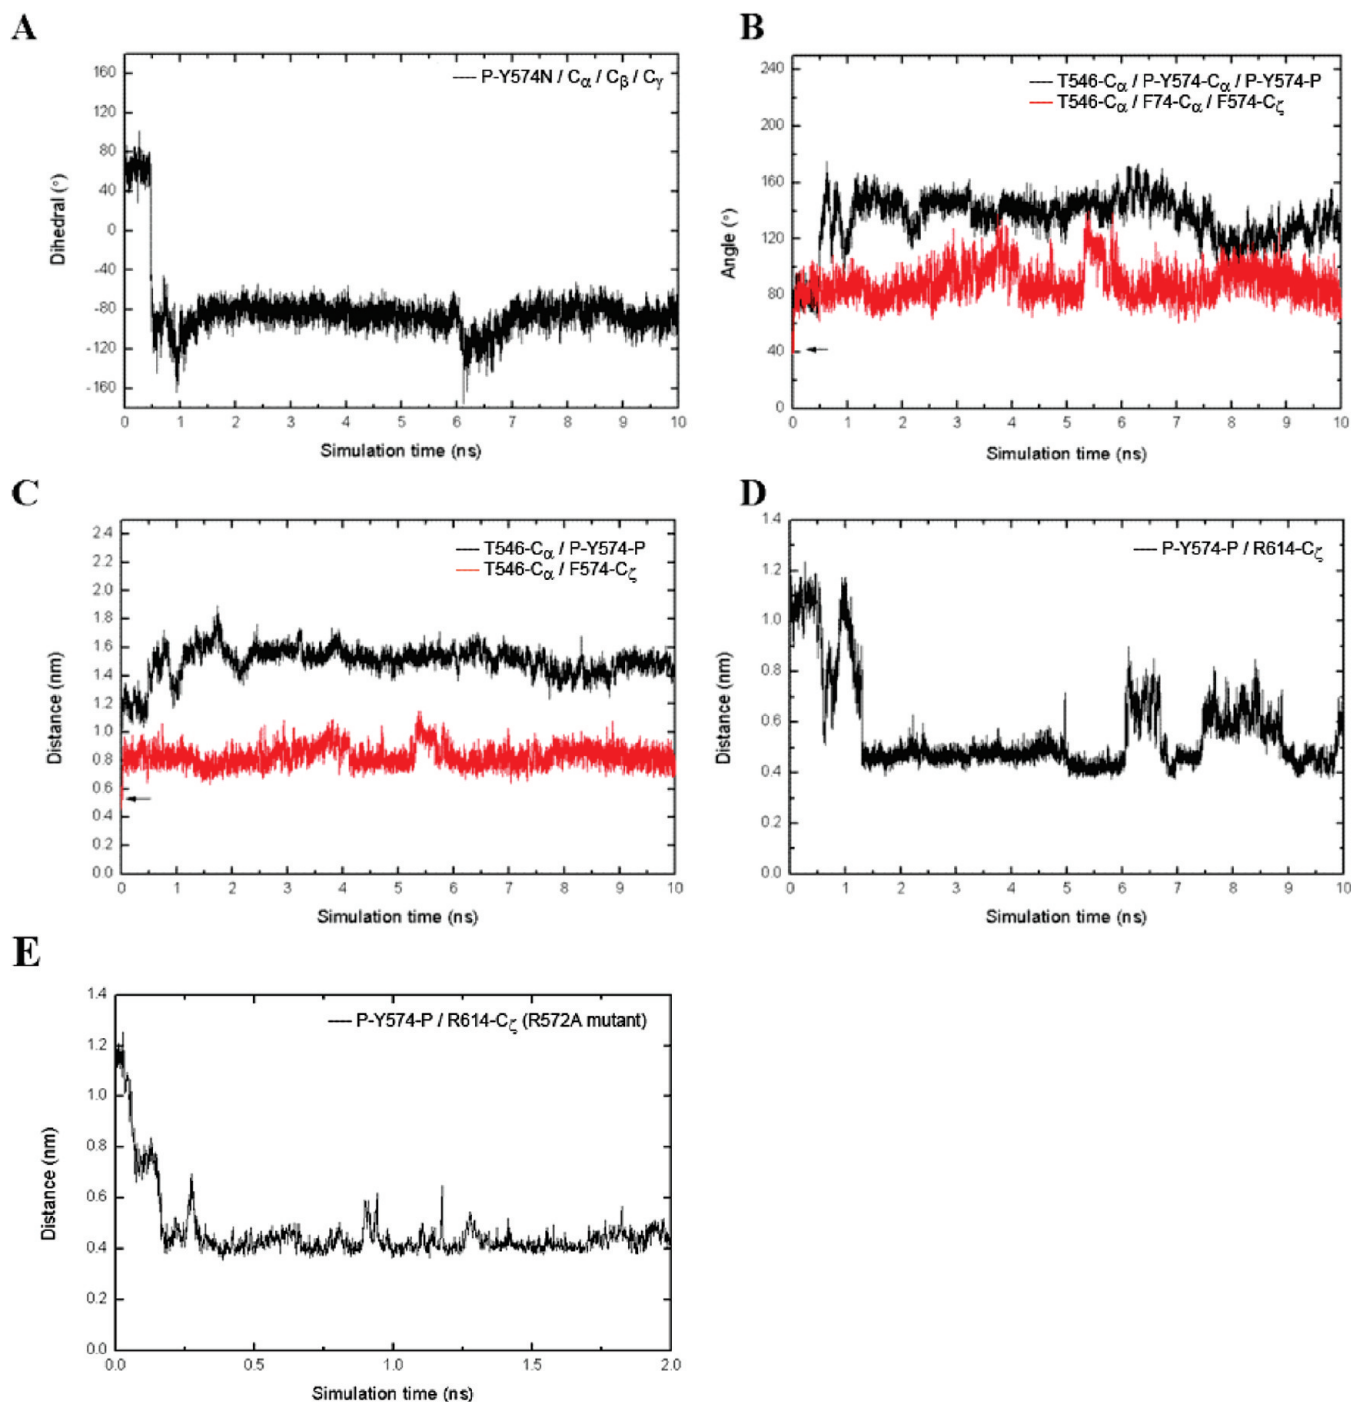 A
P-Y574N / Cα / Cβ / Cγ
160
120
80
40
0
-40
-80
-120
-160
Dihedral (°)
0 1 2 3 4 5 6 7 8 9 10
Simulation time (ns)
B
T546-Cα / P-Y574-Cα / P-Y574-P
T546-Cα / F74-Cα / F574-Cζ
240
200
160
120
80
40
0
Angle (°)
0 1 2 3 4 5 6 7 8 9 10
Simulation time (ns)
C
T546-Cα / P-Y574-P
T546-Cα / F574-Cζ
2.4
2.2
2.0
1.8
1.6
1.4
1.2
1.0
0.8
0.6
0.4
0.2
0.0
Distance (nm)
0 1 2 3 4 5 6 7 8 9 10
Simulation time (ns)
D
P-Y574-P / R614-Cζ
1.4
1.2
1.0
0.8
0.6
0.4
0.2
0.0
Distance (nm)
0 1 2 3 4 5 6 7 8 9 10
Simulation time (ns)
E
P-Y574-P / R614-Cζ (R572A mutant)
1.4
1.2
1.0
0.8
0.6
0.4
0.2
0.0
Distance (nm)
0.0 0.5 1.0 1.5 2.0
Simulation time (ns)